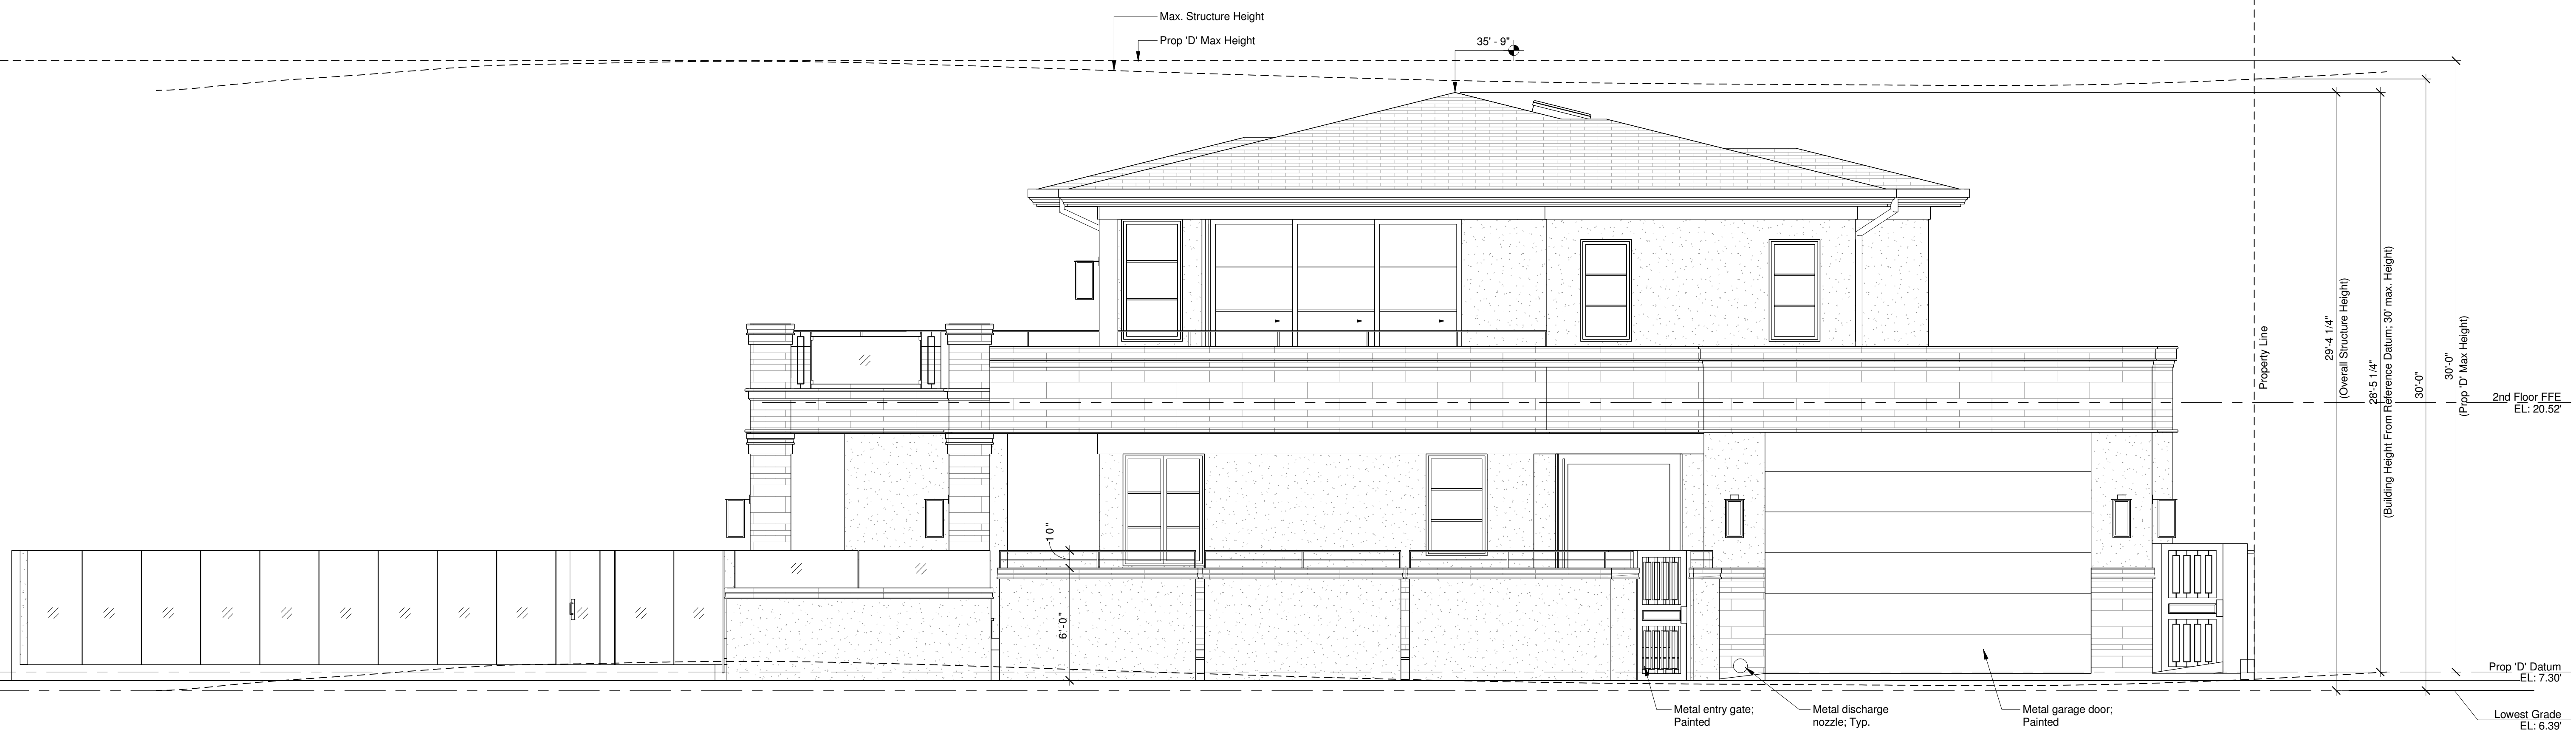 Max. Structure Height
Prop 'D' Max Height
35' - 9"
Property Line
29'-4 1/4"
(Overall Structure Height)
28'-5 1/4"
(Building Height From Reference Datum; 30' max. Height)
30'-0"
30'-0"
(Prop 'D' Max Height)
2nd Floor FFE
EL: 20.52'
10"
6'-0"
Prop 'D' Datum
EL: 7.30'
Metal entry gate;
Painted
Metal discharge
nozzle; Typ.
Metal garage door;
Painted
Lowest Grade
EL: 6.39'